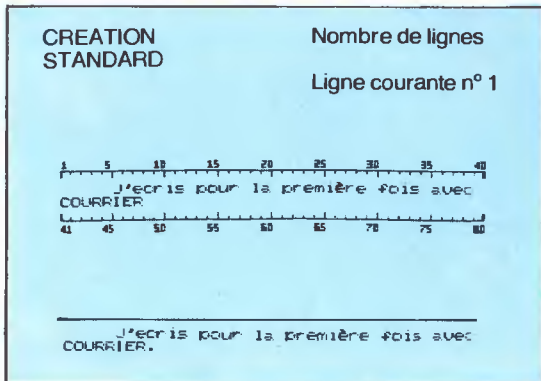 CREATION
STANDARD
Nombre de lignes
Ligne courante n° 1
1 5 10 15 20 25 30 35 40
J'ecris pour la première fois avec
COURRIER
41 45 50 55 60 65 70 75 80
J'ecris pour la première fois avec
COURRIER.